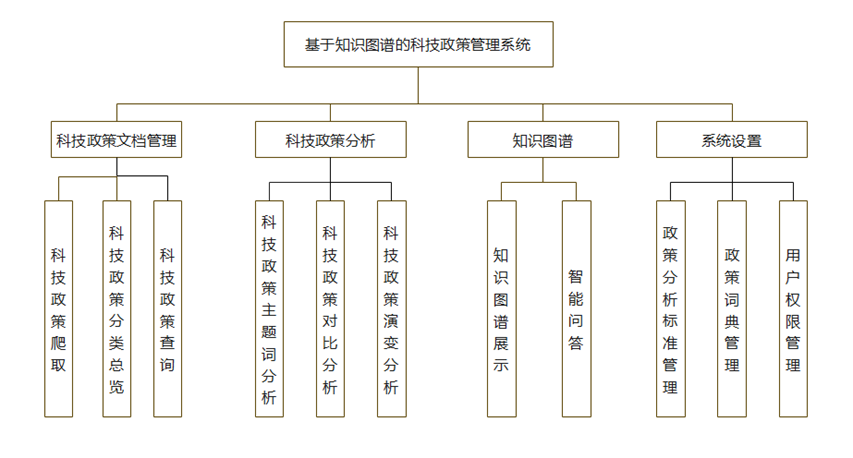 基于知识图谱的科技政策管理系统
科技政策文档管理
科技政策分析
知识图谱
系统设置
科技政策爬取
科技政策分类总览
科技政策查询
科技政策主题词分析
科技政策对比分析
科技政策演变分析
知识图谱展示
智能问答
政策分析标准管理
政策词典管理
用户权限管理